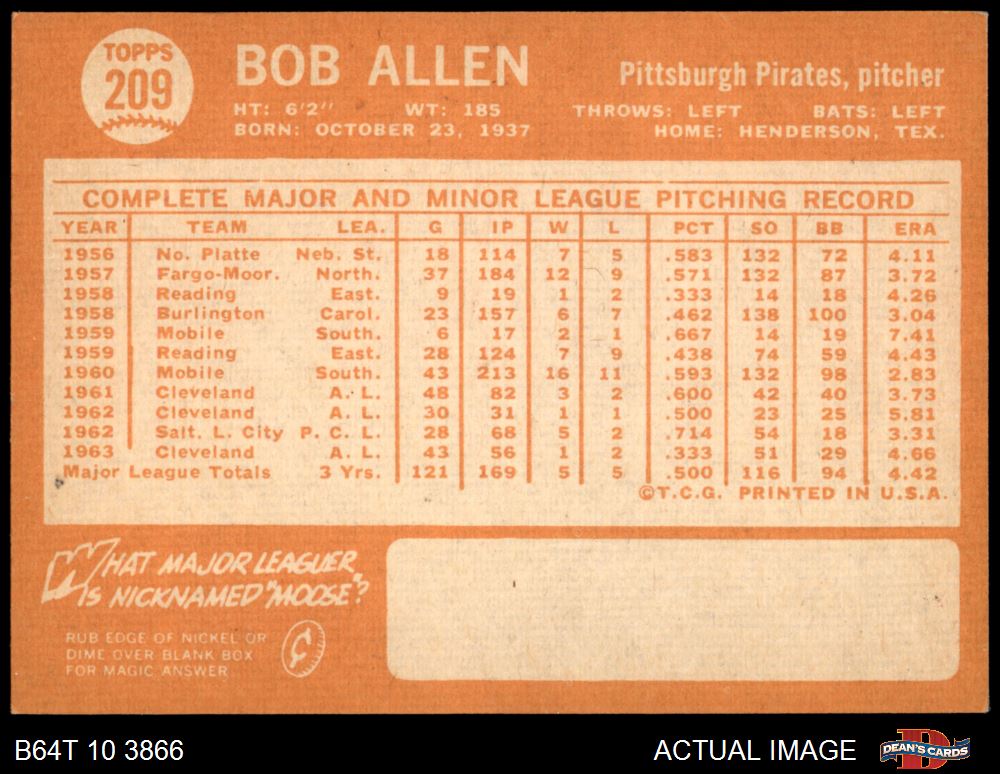 TOPPS
209
BOB ALLEN
Pittsburgh Pirates, pitcher
HT: 6'2" WT: 185 THROWS: LEFT BATS: LEFT
BORN: OCTOBER 23, 1937 HOME: HENDERSON, TEX.
COMPLETE MAJOR AND MINOR LEAGUE PITCHING RECORD
YEAR TEAM LEA. G IP W L PCT SO BB ERA
1956 No. Platte Neb. St. 18 114 7 5 .583 132 72 4.11
1957 Fargo-Moor. North. 37 184 12 9 .571 132 87 3.72
1958 Reading East. 9 19 1 2 .333 14 18 4.26
1958 Burlington Carol. 23 157 6 7 .462 138 100 3.04
1959 Mobile South. 6 17 2 1 .667 14 19 7.41
1959 Reading East. 28 124 7 9 .438 74 59 4.43
1960 Mobile South. 43 213 16 11 .593 132 98 2.83
1961 Cleveland A. L. 48 82 3 2 .600 42 40 3.73
1962 Cleveland A. L. 30 31 1 1 .500 23 25 5.81
1962 Salt. L. City P. C. L. 28 68 5 2 .714 54 18 3.31
1963 Cleveland A. L. 43 56 1 2 .333 51 29 4.66
Major League Totals 3 Yrs. 121 169 5 5 .500 116 94 4.42
©T.C.G. PRINTED IN U.S.A.
WHAT MAJOR LEAGUER
IS NICKNAMED "MOOSE"?
RUB EDGE OF NICKEL OR
DIME OVER BLANK BOX
FOR MAGIC ANSWER
¢
B64T 10 3866 ACTUAL IMAGE
DEAN'S CARDS